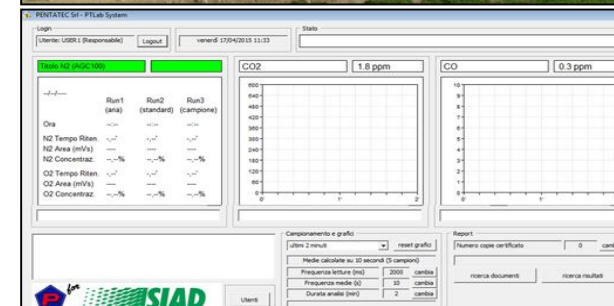 PENTATEC Srl - PTLab System
Login
Utente: USER1 (Responsabile)
Logout
venerdì 17/04/2015 11:33
Stato
Titolo N2 (AGC100)
CO2
1.8 ppm
CO
0.3 ppm
--/--/----
Run1 Run2 Run3
(aria) (standard) (campione)
Ora --:-- --:-- --:--
N2 Tempo Riten. -,--' -,--' -,--'
N2 Area (mVs) ---- ---- ----
N2 Concentraz. --,--% --,--% --,--%
O2 Tempo Riten. -,--' -,--' -,--'
O2 Area (mVs) ---- ---- ----
O2 Concentraz. --,--% --,--% --,--%
600
540
480
420
360
300
240
180
120
60
0
0' 1' 2'
10
9
8
7
6
5
4
3
2
1
0
0' 1'
Campionamento e grafici
ultimi 2 minuti
reset grafici
Medie calcolate su 10 secondi (5 campioni)
Frequenza letture (ms) 2000 cambia
Frequenza medie (s) 10 cambia
Durata analisi (min) 2 cambia
Report
Numero copie certificato 0
ricerca documenti
ricerca risultati
for
SIAD
Utenti